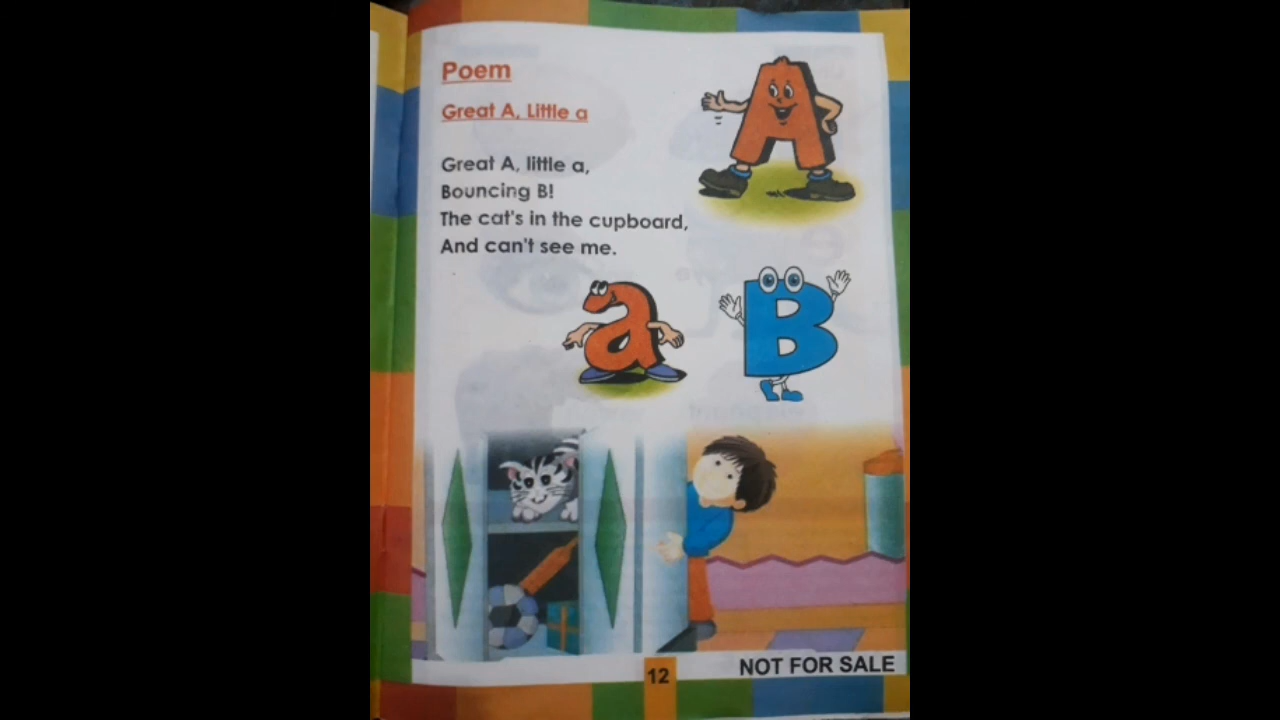 Poem
Great A, Little a
Great A, little a,
Bouncing B!
The cat's in the cupboard,
And can't see me.
A
a
B
12
NOT FOR SALE